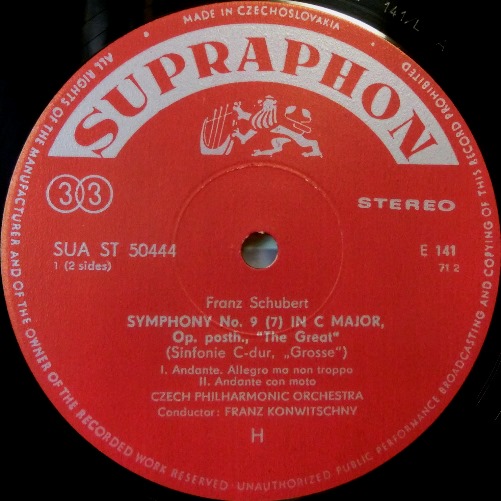 MADE IN CZECHOSLOVAKIA
ALL RIGHTS OF THE MANUFACTURER AND OF THE OWNER OF THE RECORDED WORK RESERVED UNAUTHORIZED PUBLIC PERFORMANCE BROADCASTING AND COPYING OF THIS RECORD PROHIBITED
SUPRAPHON
33
STEREO
SUA ST 50444
E 141
1 (2 sides)
71 2
Franz Schubert
SYMPHONY No. 9 (7) IN C MAJOR,
Op. posth., "The Great"
(Sinfonie C-dur, „Grosse“)
I. Andante. Allegro ma non troppo
II. Andante con moto
CZECH PHILHARMONIC ORCHESTRA
Conductor: FRANZ KONWITSCHNY
H